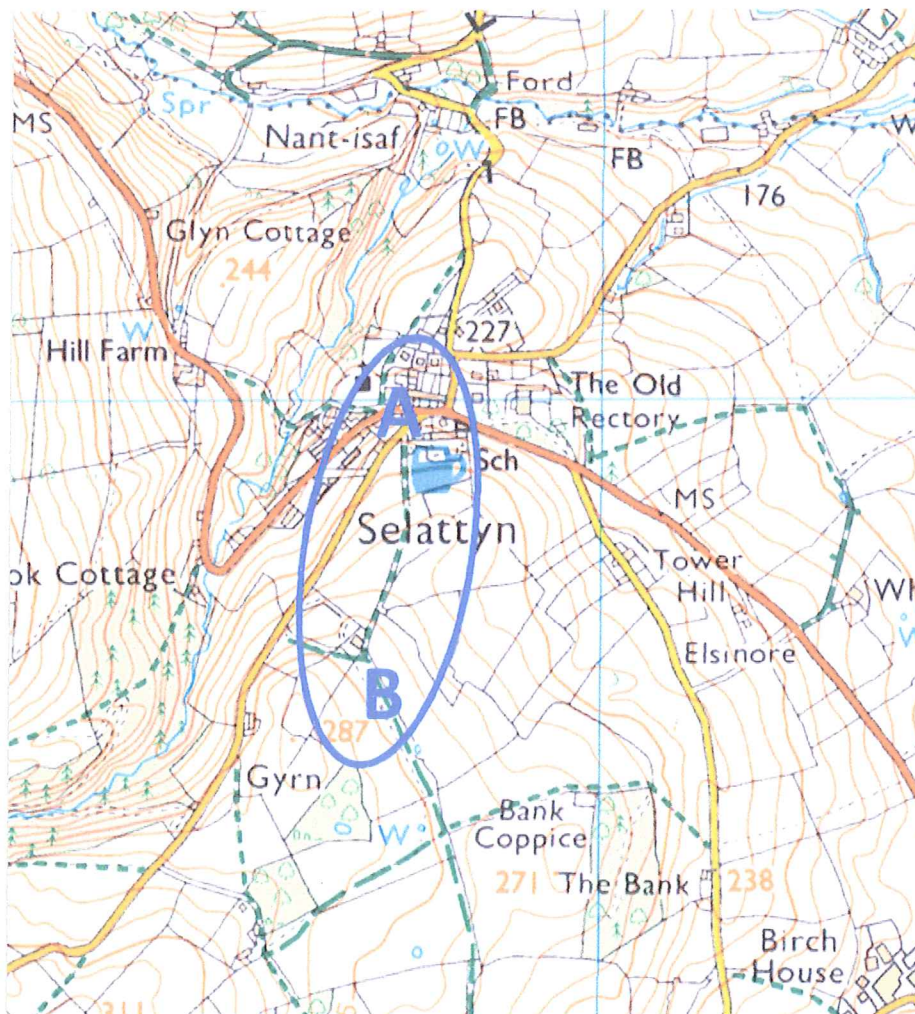 Ford
MS
Spr
Nant-isaf
FB
W
W
FB
176
Glyn Cottage
244
W
Hill Farm
227
The Old
Rectory
A
Sch
MS
Selattyn
Tower
Hill
ok Cottage
Wh
Elsinore
B
287
Gyrn
Bank
Coppice
W
271
The Bank
238
Birch
House